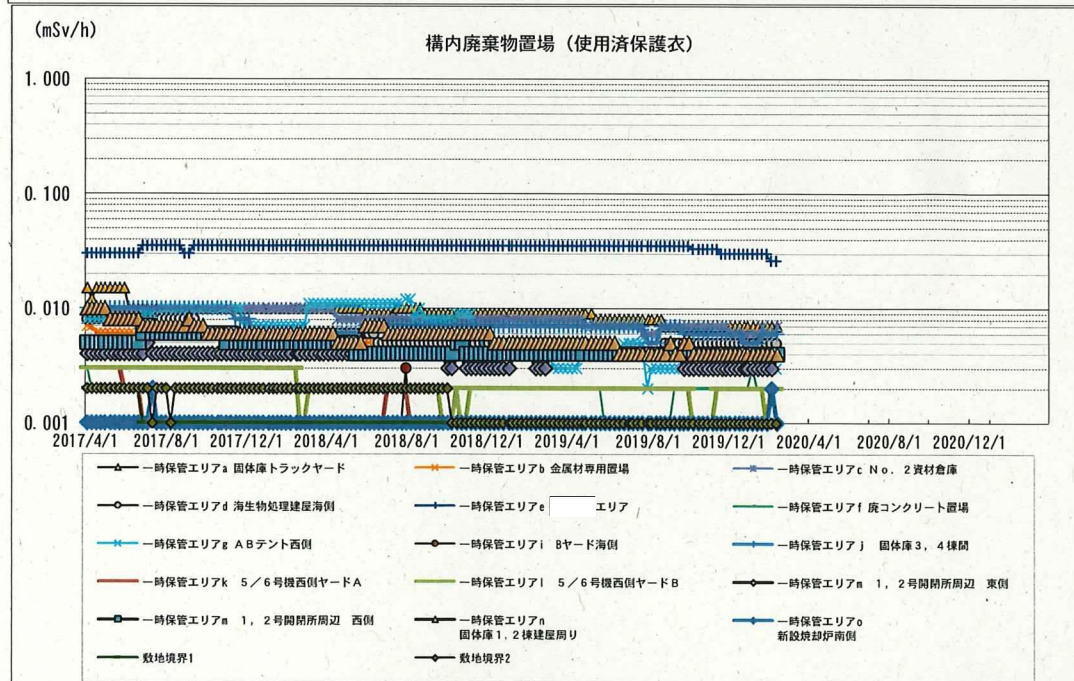 (mSv/h)
構内廃棄物置場（使用済保護衣）
1.000
0.100
0.010
0.001
2017/4/1 2017/8/1 2017/12/1 2018/4/1 2018/8/1 2018/12/1 2019/4/1 2019/8/1 2019/12/1 2020/4/1 2020/8/1 2020/12/1
一時保管エリアa 固体庫トラックヤード
一時保管エリアb 金属材専用置場
一時保管エリアc No．2資材倉庫
一時保管エリアd 海生物処理建屋海側
一時保管エリアe エリア
一時保管エリアf 廃コンクリート置場
一時保管エリアg ABテント西側
一時保管エリアi Bヤード海側
一時保管エリアj 固体庫3，4棟間
一時保管エリアk 5／6号機西側ヤードA
一時保管エリアl 5／6号機西側ヤードB
一時保管エリアm 1，2号開閉所周辺 東側
一時保管エリアm 1，2号開閉所周辺 西側
一時保管エリアn
固体庫1,2棟建屋周り
一時保管エリアo
新設焼却炉南側
敷地境界1
敷地境界2